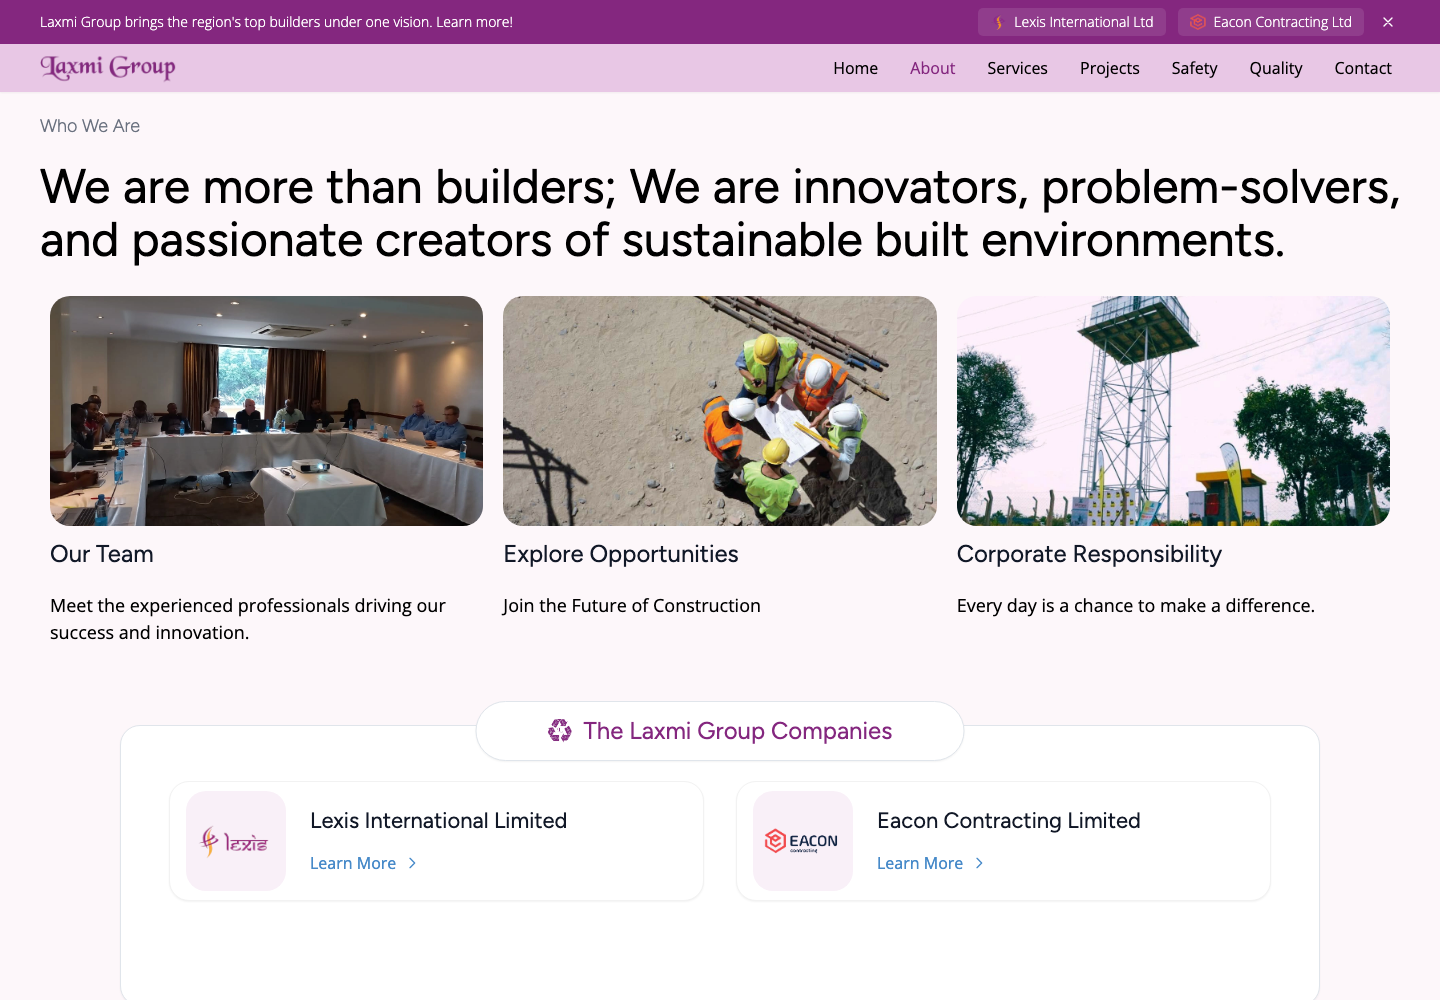 Laxmi Group brings the region's top builders under one vision. Learn more!
Lexis International Ltd
Eacon Contracting Ltd
Laxmi Group
Home
About
Services
Projects
Safety
Quality
Contact
Who We Are
We are more than builders; We are innovators, problem-solvers,
and passionate creators of sustainable built environments.
Our Team
Meet the experienced professionals driving our
success and innovation.
Explore Opportunities
Join the Future of Construction
Corporate Responsibility
Every day is a chance to make a difference.
The Laxmi Group Companies
lexis
Lexis International Limited
Learn More
EACON
contracting
Eacon Contracting Limited
Learn More